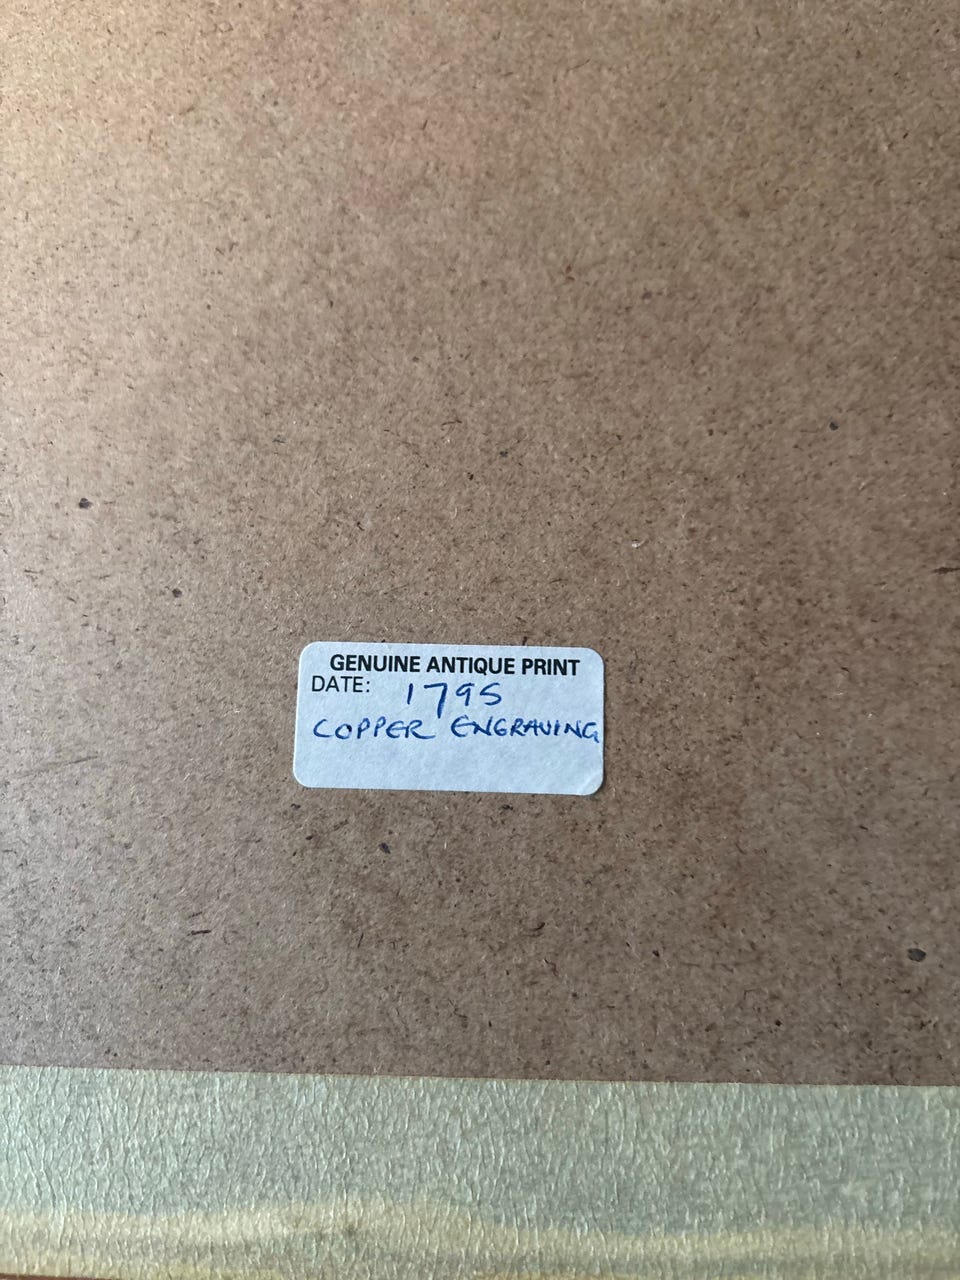 GENUINE ANTIQUE PRINT
DATE: 1795
COPPER ENGRAVING